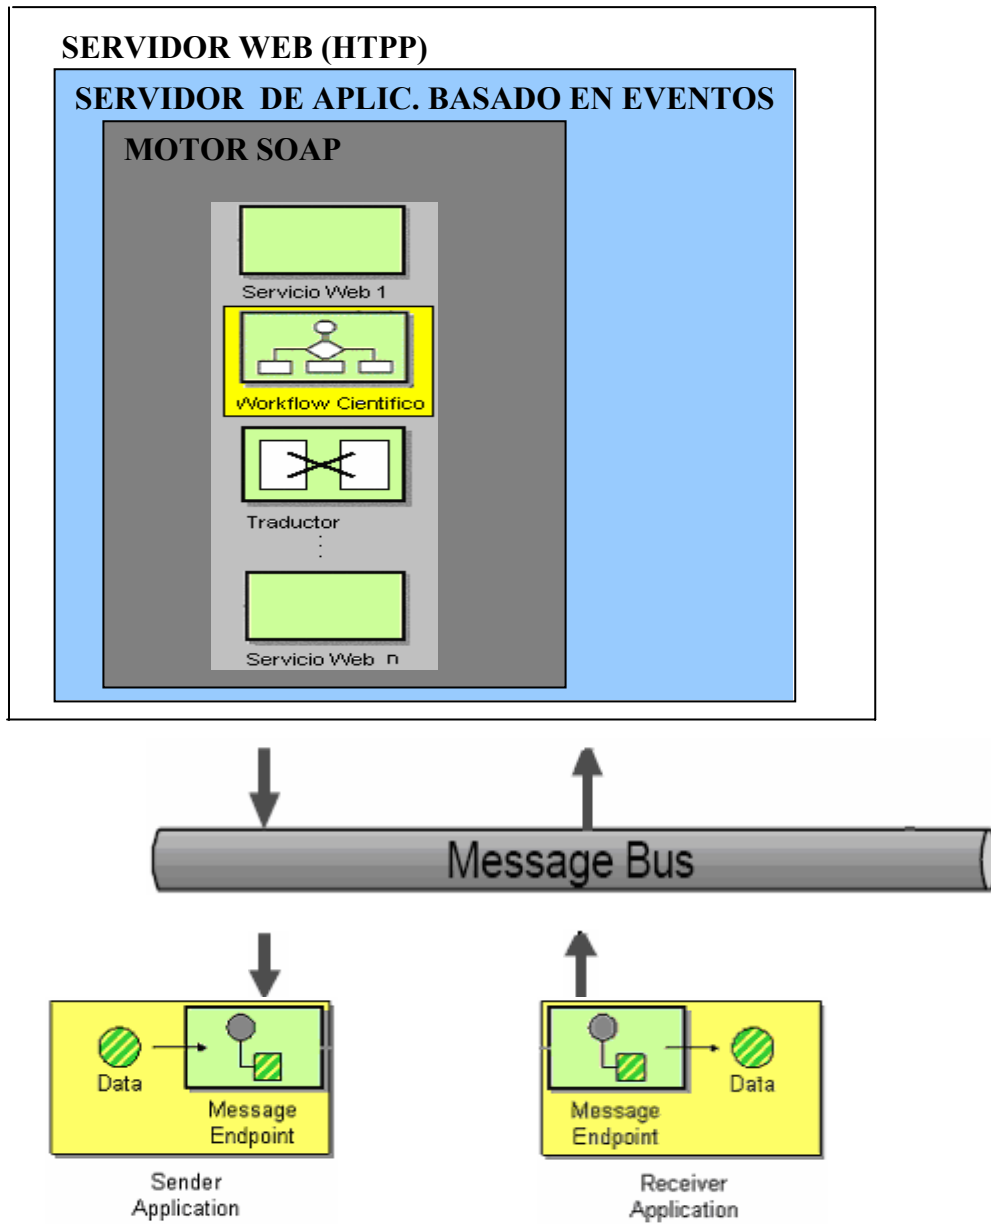 SERVIDOR WEB (HTPP)
SERVIDOR DE APLIC. BASADO EN EVENTOS
MOTOR SOAP
Servicio Web 1
Workflow Cientifico
Traductor
Servicio Web n
Message Bus
Data
Message
Endpoint
Sender
Application
Message
Endpoint
Data
Receiver
Application